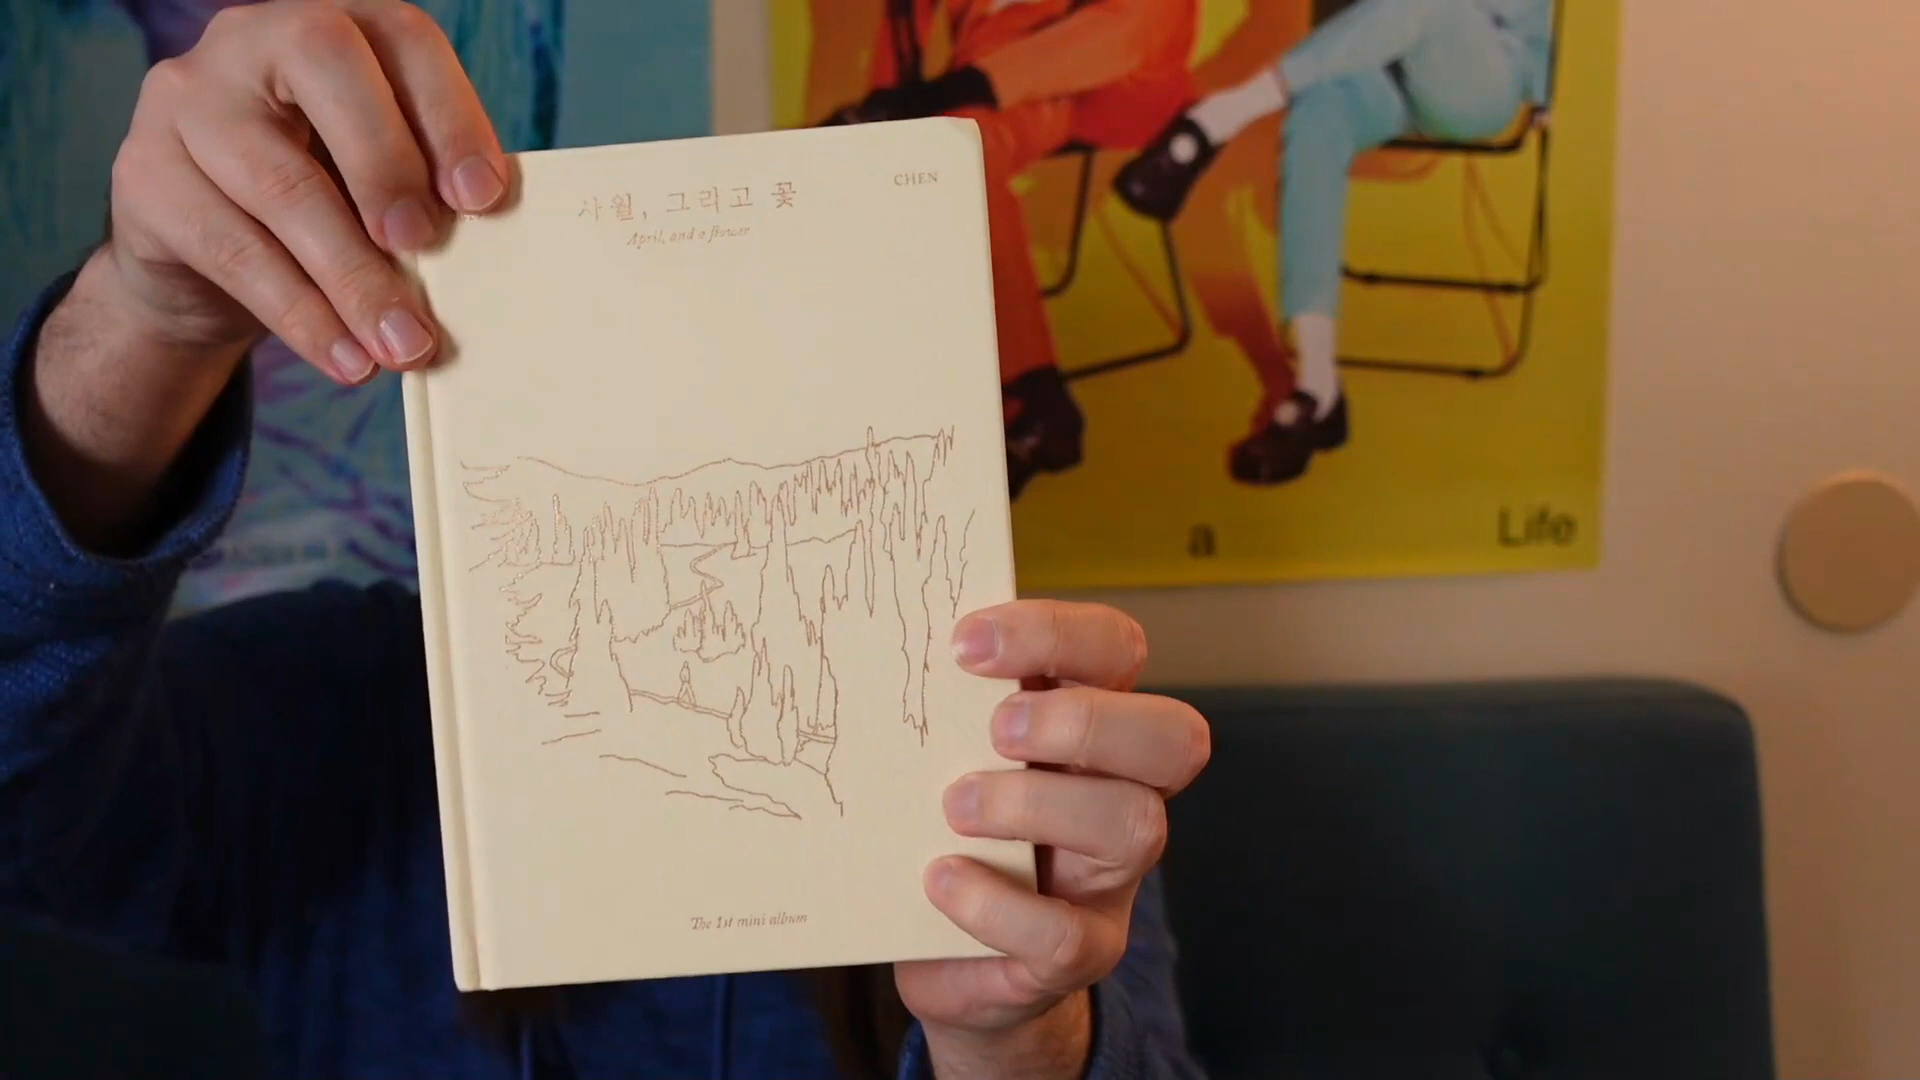 사월, 그리고 꽃
CHEN
April, and a flower
The 1st mini album
a
Life